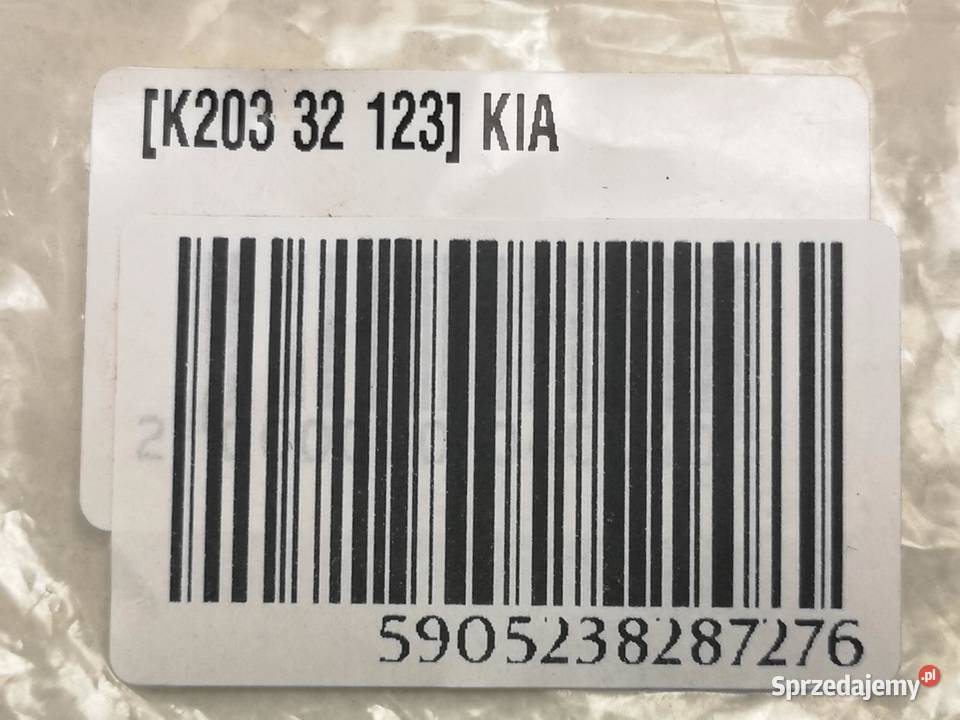 [K203 32 123] KIA
5905238287276
Sprzedajemy.pl